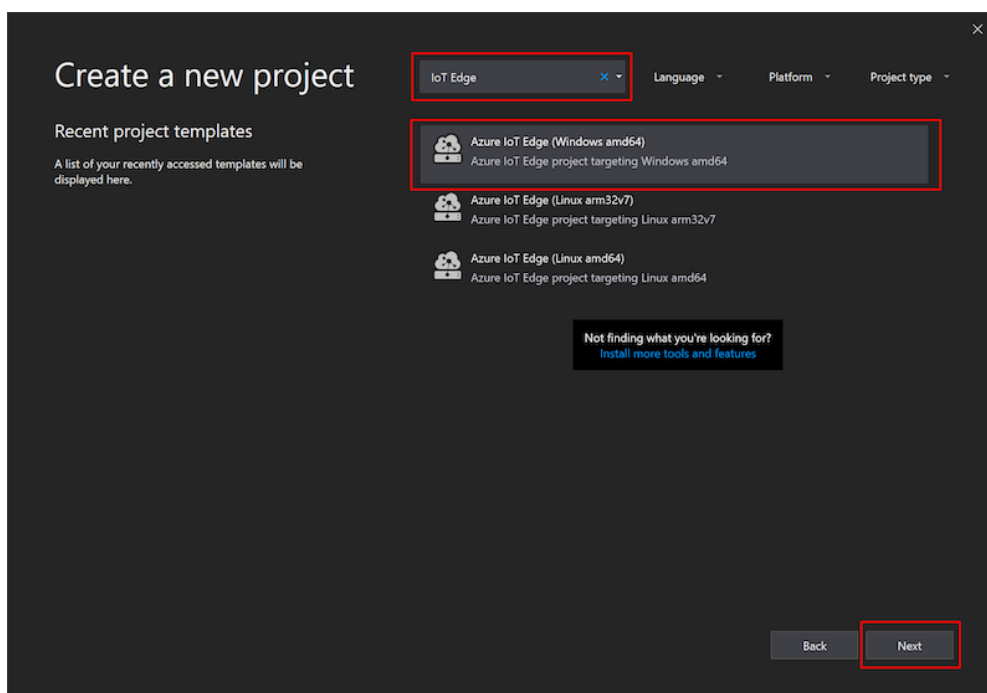 Create a new project
IoT Edge
Language
Platform
Project type
Recent project templates
A list of your recently accessed templates will be
displayed here.
Azure IoT Edge (Windows amd64)
Azure IoT Edge project targeting Windows amd64
Azure IoT Edge (Linux arm32v7)
Azure IoT Edge project targeting Linux arm32v7
Azure IoT Edge (Linux amd64)
Azure IoT Edge project targeting Linux amd64
Not finding what you're looking for?
Install more tools and features
Back
Next